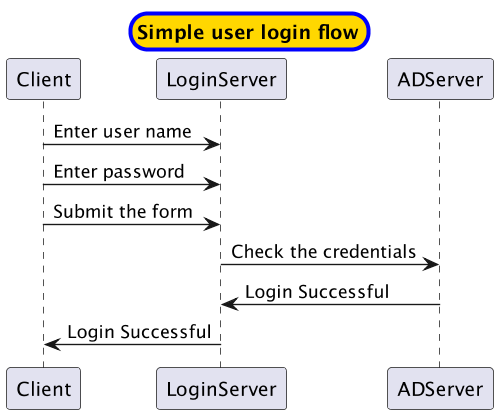 Simple user login flow
Client LoginServer ADServer
Enter user name
Enter password
Submit the form
Check the credentials
Login Successful
Login Successful
Client LoginServer ADServer